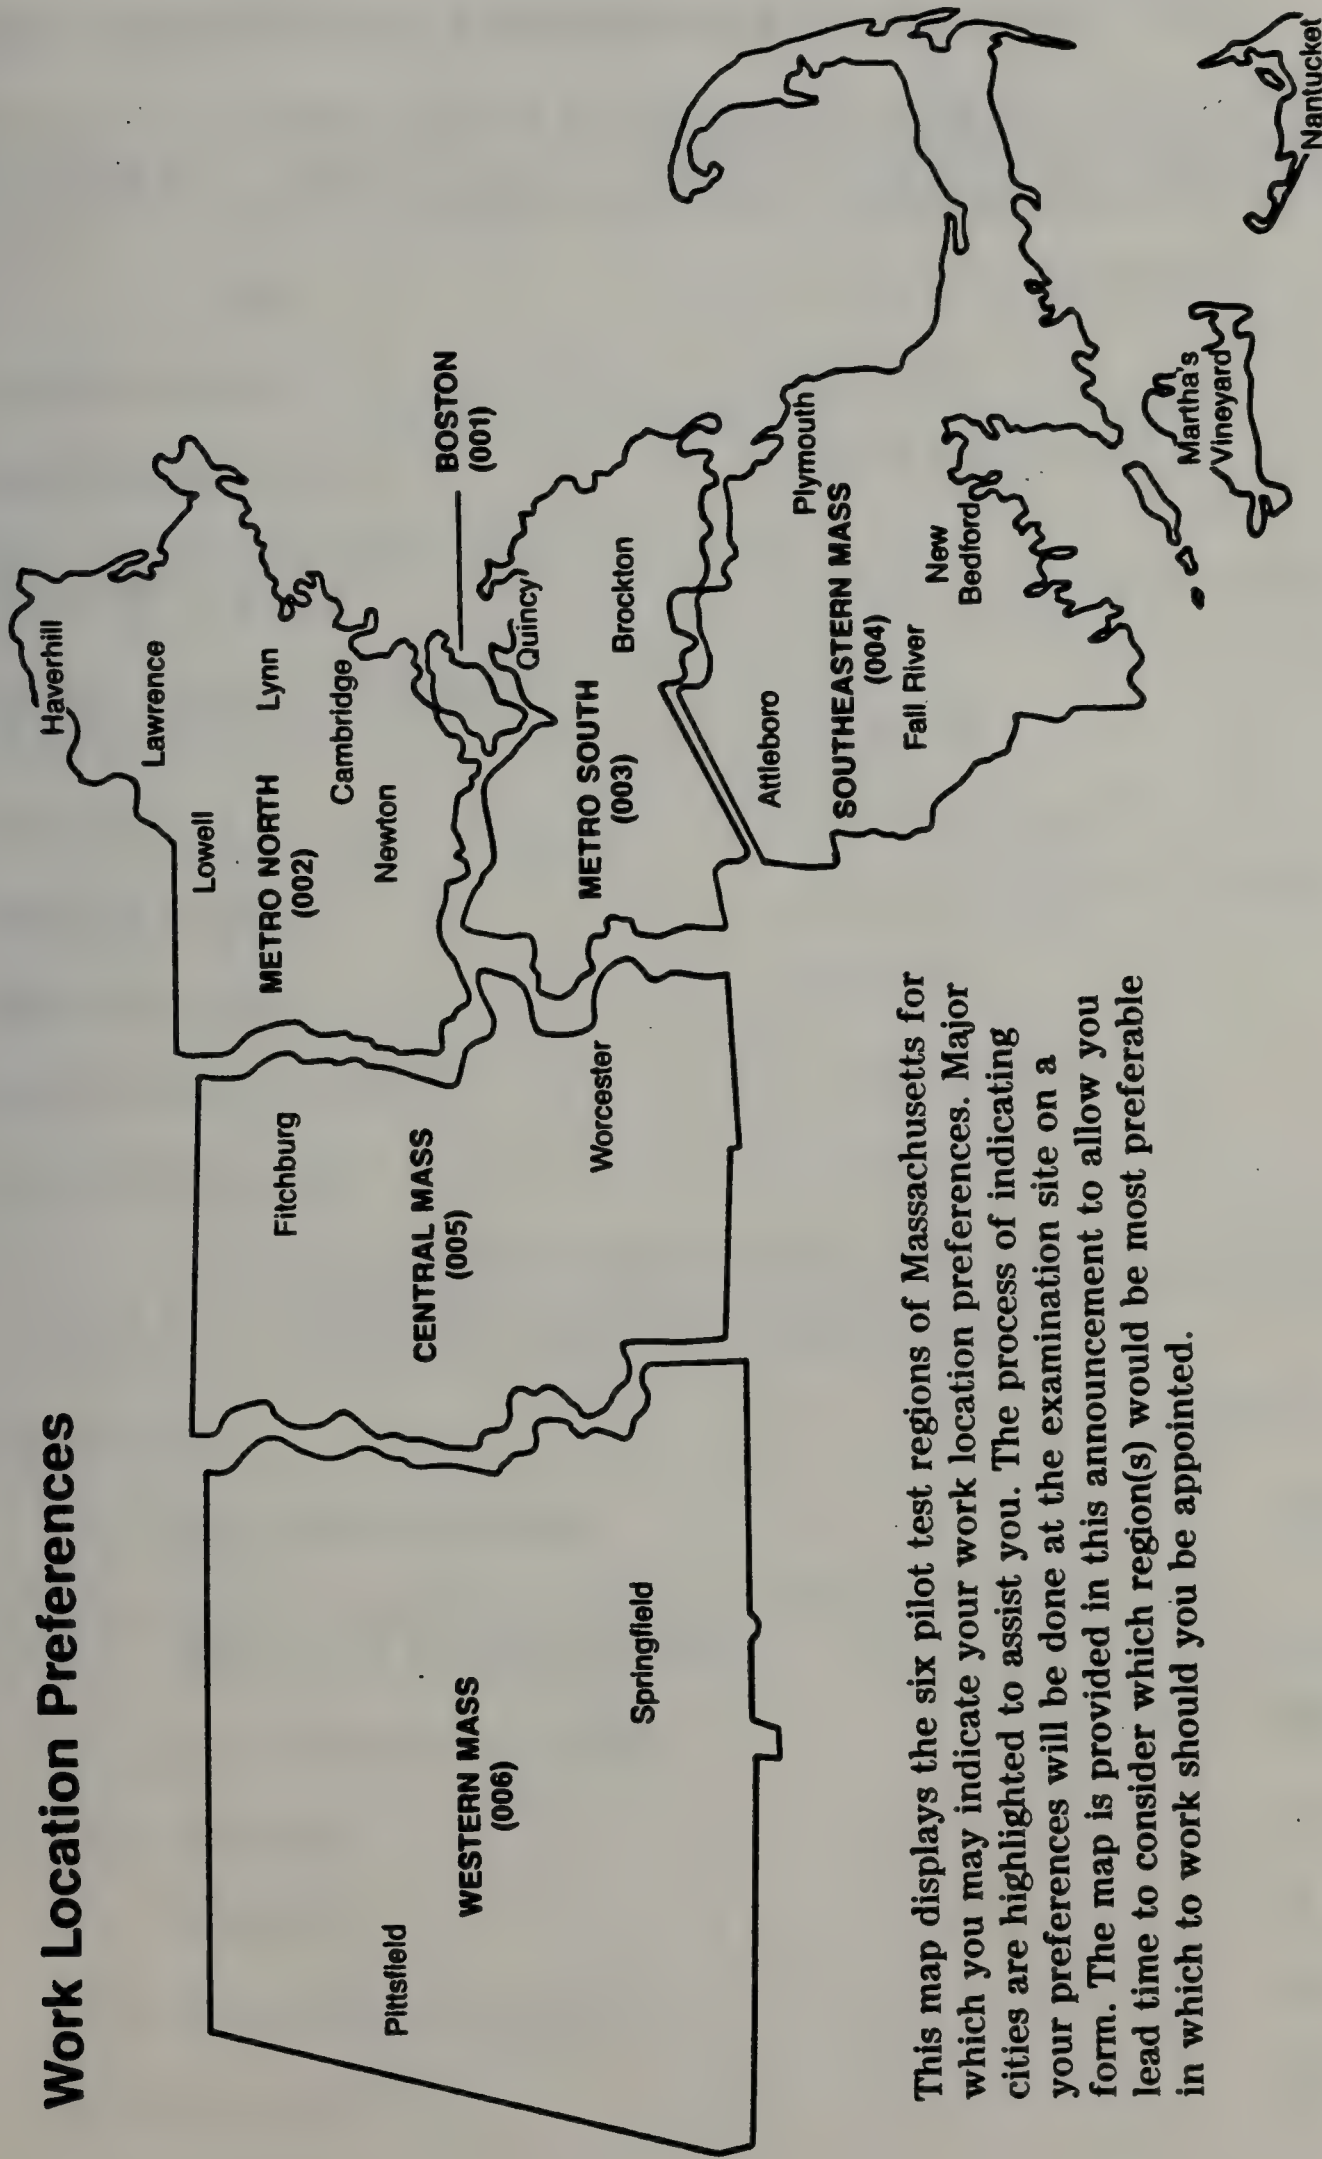 Work Location Preferences
Haverhill
Lawrence
Lowell
METRO NORTH
(002)
Lynn
Cambridge
Newton
BOSTON
(001)
Fitchburg
CENTRAL MASS
(005)
Worcester
Pittsfield
WESTERN MASS
(006)
Springfield
Quincy
METRO SOUTH
(003)
Brockton
Attleboro
Plymouth
SOUTHEASTERN MASS
(004)
Fall River
New
Bedford
Martha's
Vineyard
Nantucket
This map displays the six pilot test regions of Massachusetts for
which you may indicate your work location preferences. Major
cities are highlighted to assist you. The process of indicating
your preferences will be done at the examination site on a
form. The map is provided in this announcement to allow you
lead time to consider which region(s) would be most preferable
in which to work should you be appointed.